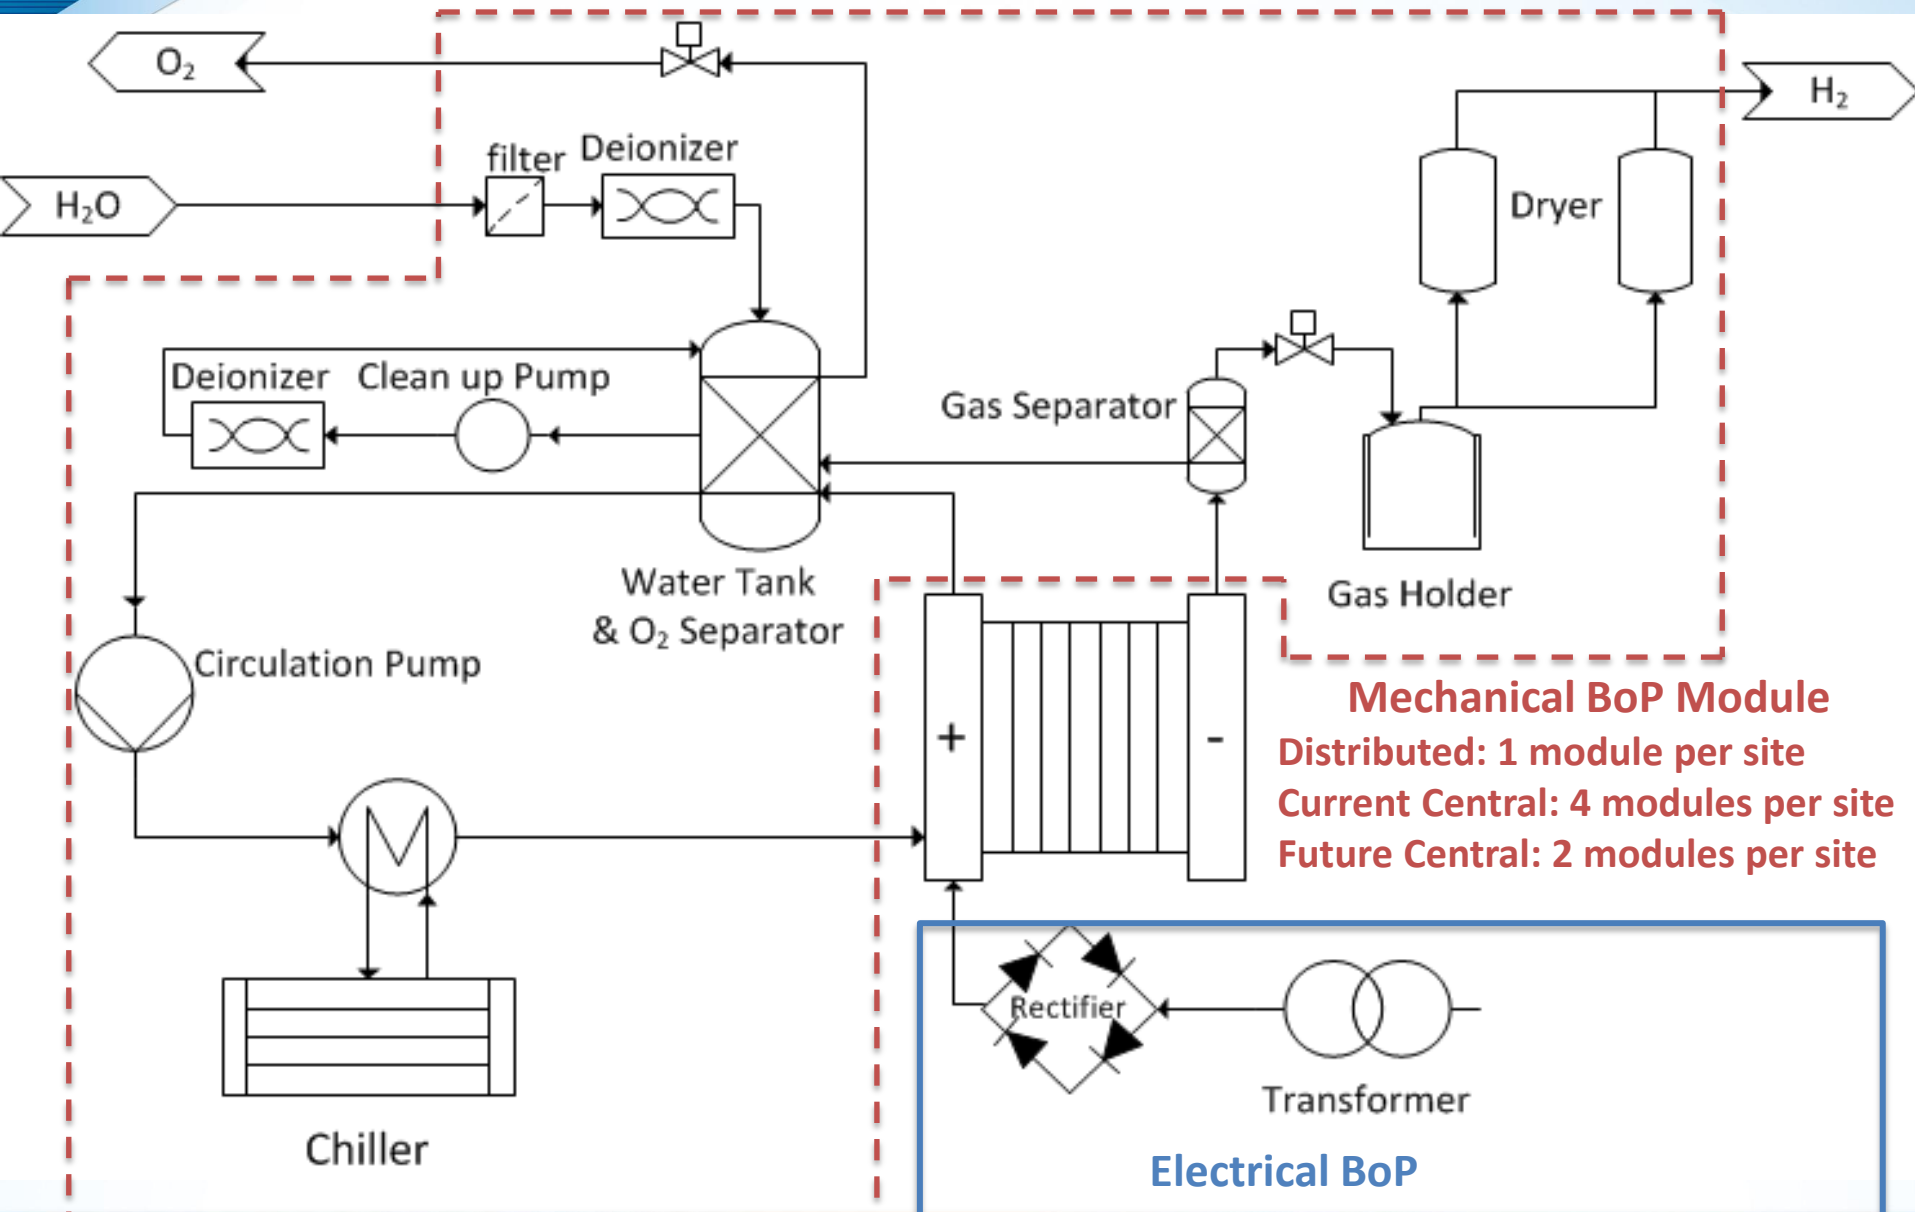 O₂
H₂
filter
Deionizer
H₂O
Dryer
Deionizer
Clean up Pump
Gas Separator
Water Tank
& O₂ Separator
Gas Holder
Circulation Pump
Mechanical BoP Module
+
-
Distributed: 1 module per site
Current Central: 4 modules per site
Future Central: 2 modules per site
Rectifier
Transformer
Chiller
Electrical BoP